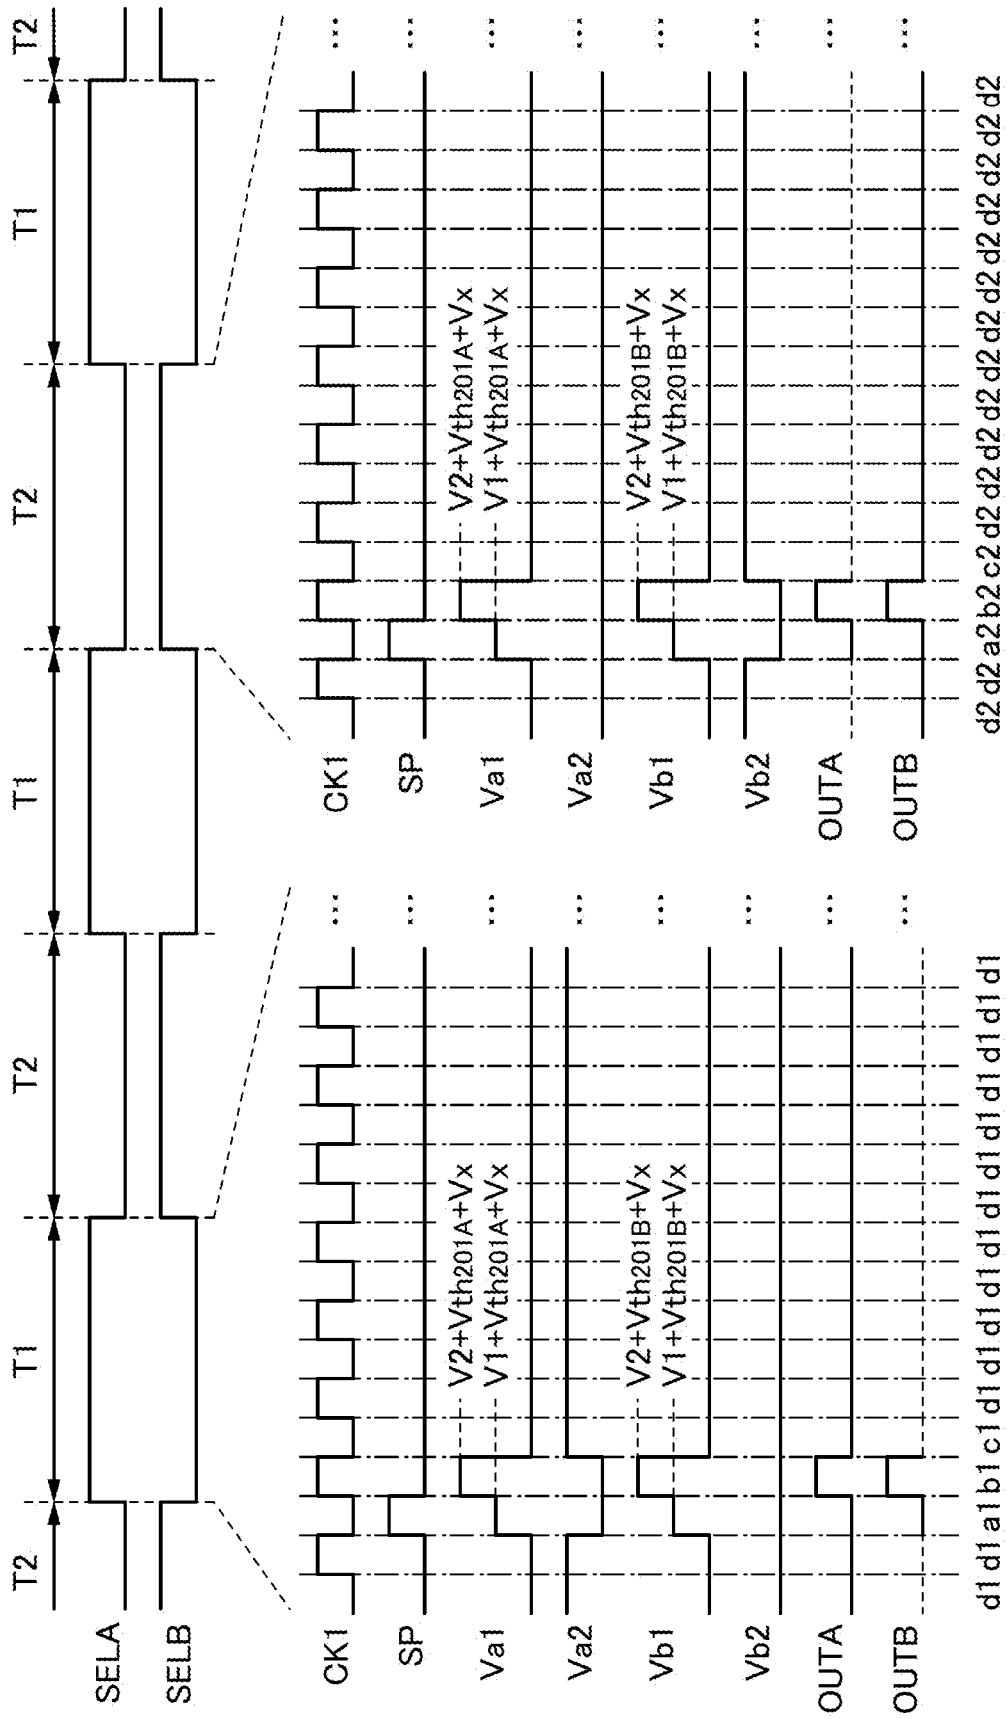 T2 T1 T2 T1 T2 T1 T2
SELA
SELB
CK1 ...
SP ...
Va1 V2+Vth201A+Vx ...
V1+Vth201A+Vx
Va2 ...
Vb1 V2+Vth201B+Vx ...
V1+Vth201B+Vx
Vb2 ...
OUTA ...
OUTB ...
d1 d1 a1 b1 c1 d1 d1 d1 d1 d1 d1 d1 d1 d1 d1 d1 d1
CK1 ...
SP ...
Va1 V2+Vth201A+Vx ...
V1+Vth201A+Vx
Va2 ...
Vb1 V2+Vth201B+Vx ...
V1+Vth201B+Vx
Vb2 ...
OUTA ...
OUTB ...
d2 d2 a2 b2 c2 d2 d2 d2 d2 d2 d2 d2 d2 d2 d2 d2 d2